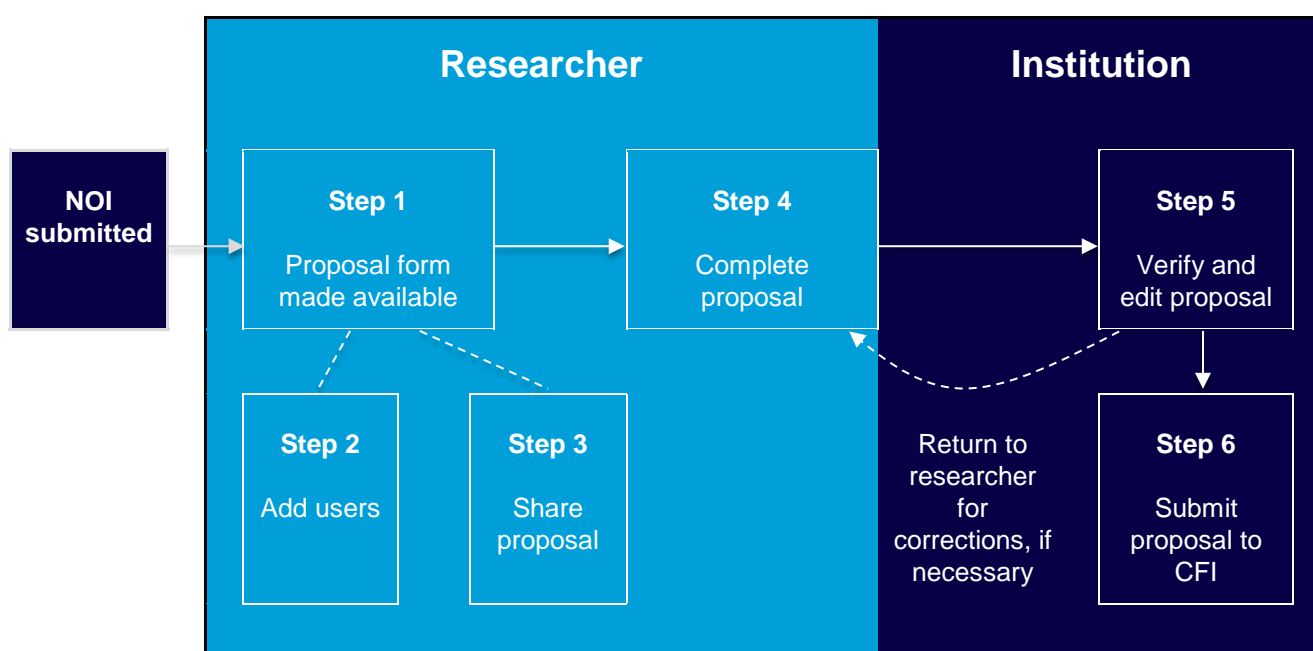 Researcher
Institution
NOI
submitted
Step 1
Proposal form
made available
Step 4
Complete
proposal
Step 5
Verify and
edit proposal
Step 2
Add users
Step 3
Share
proposal
Return to
researcher
for
corrections, if
necessary
Step 6
Submit
proposal to
CFI